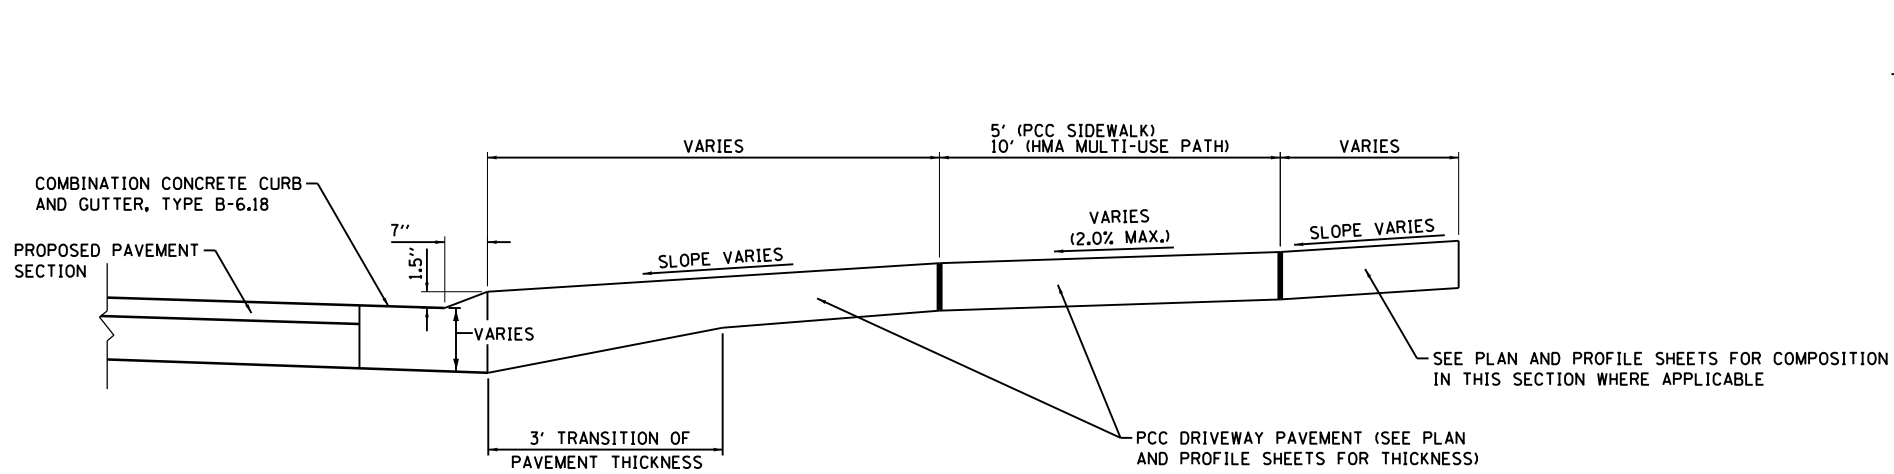 5' (PCC SIDEWALK)
VARIES
10' (HMA MULTI-USE PATH)
VARIES
COMBINATION CONCRETE CURB
AND GUTTER, TYPE B-6.18
7"
VARIES
(2.0% MAX.)
SLOPE VARIES
PROPOSED PAVEMENT
SECTION
1.5"
SLOPE VARIES
VARIES
SEE PLAN AND PROFILE SHEETS FOR COMPOSITION
IN THIS SECTION WHERE APPLICABLE
3' TRANSITION OF
PAVEMENT THICKNESS
PCC DRIVEWAY PAVEMENT (SEE PLAN
AND PROFILE SHEETS FOR THICKNESS)